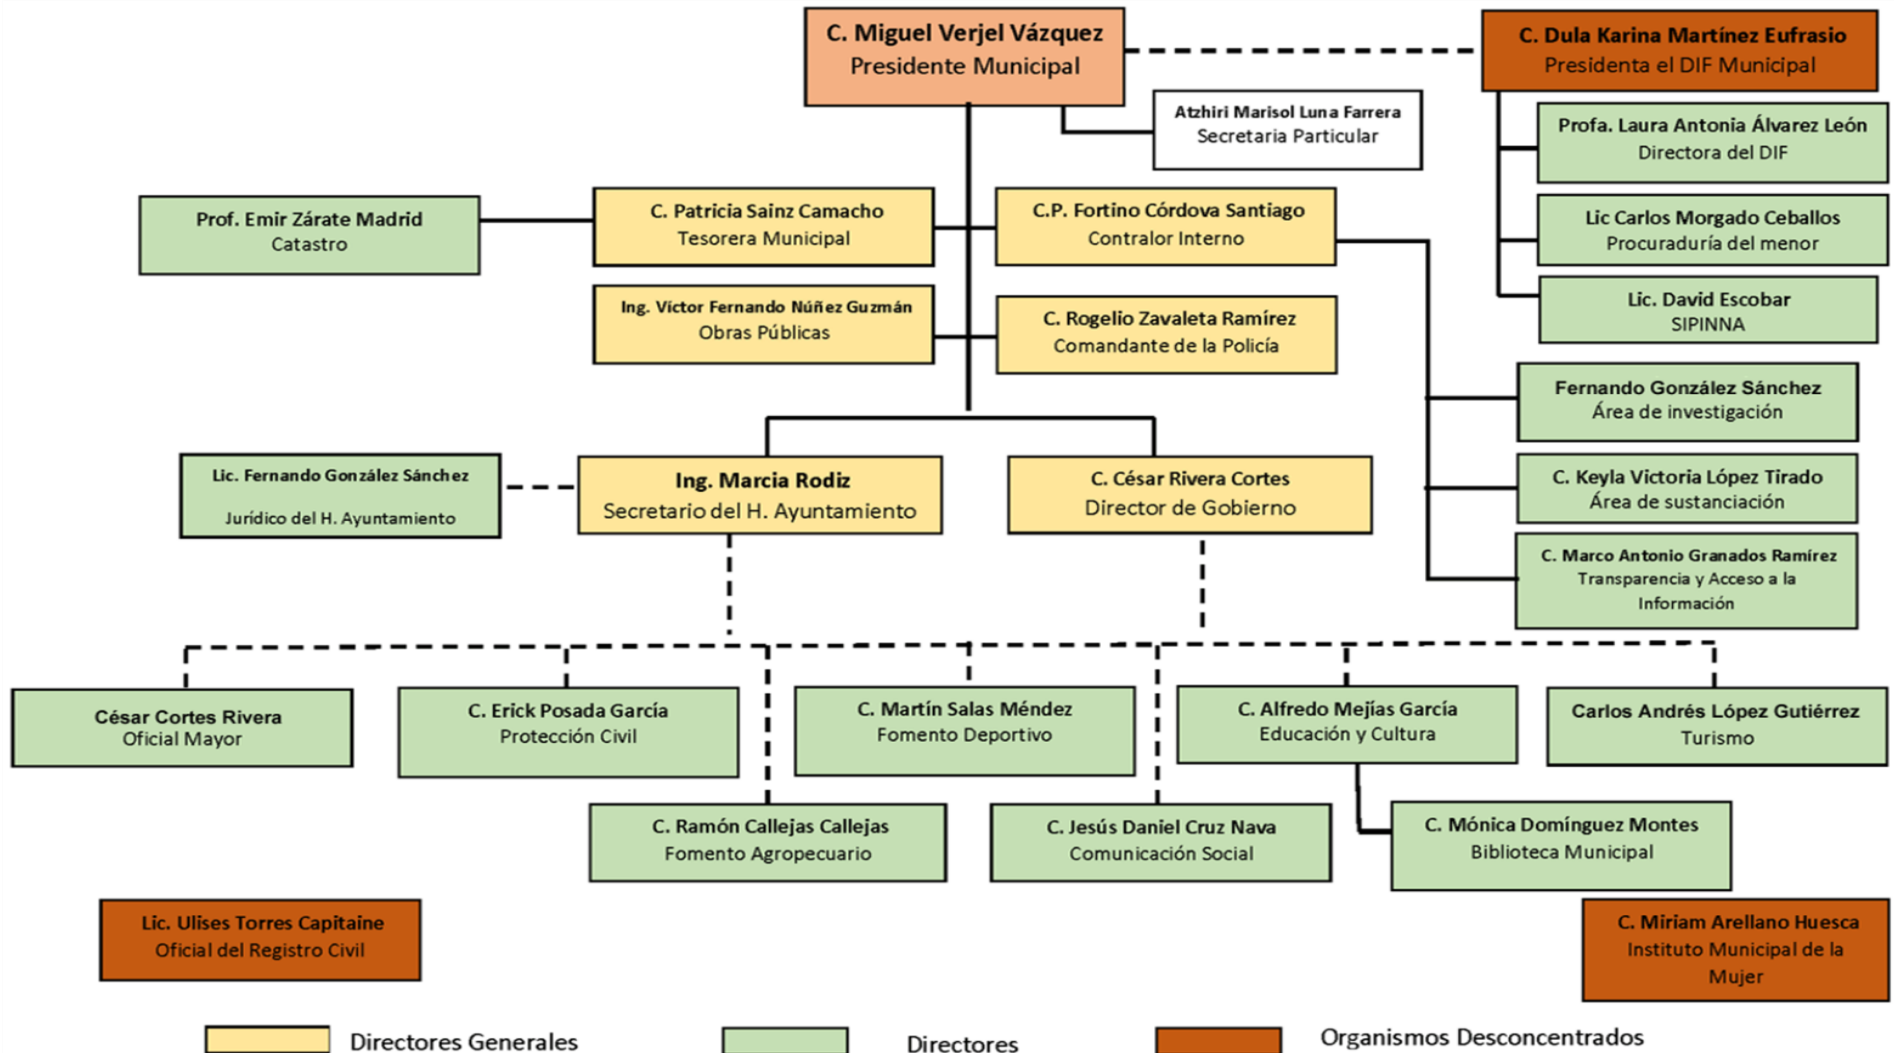 C. Miguel Verjel Vázquez
Presidente Municipal
C. Dula Karina Martínez Eufrasio
Presidenta el DIF Municipal
Atzhiri Marisol Luna Farrera
Secretaria Particular
Profa. Laura Antonia Álvarez León
Directora del DIF
Prof. Emir Zárate Madrid
Catastro
C. Patricia Sainz Camacho
Tesorera Municipal
C.P. Fortino Córdova Santiago
Contralor Interno
Lic Carlos Morgado Ceballos
Procuraduría del menor
Ing. Víctor Fernando Núñez Guzmán
Obras Públicas
C. Rogelio Zavaleta Ramírez
Comandante de la Policía
Lic. David Escobar
SIPINNA
Fernando González Sánchez
Área de investigación
Lic. Fernando González Sánchez
Jurídico del H. Ayuntamiento
Ing. Marcia Rodiz
Secretario del H. Ayuntamiento
C. César Rivera Cortes
Director de Gobierno
C. Keyla Victoria López Tirado
Área de sustanciación
C. Marco Antonio Granados Ramírez
Transparencia y Acceso a la
Información
César Cortes Rivera
Oficial Mayor
C. Erick Posada García
Protección Civil
C. Martín Salas Méndez
Fomento Deportivo
C. Alfredo Mejías García
Educación y Cultura
Carlos Andrés López Gutiérrez
Turismo
C. Ramón Callejas Callejas
Fomento Agropecuario
C. Jesús Daniel Cruz Nava
Comunicación Social
C. Mónica Domínguez Montes
Biblioteca Municipal
Lic. Ulises Torres Capitaine
Oficial del Registro Civil
C. Miriam Arellano Huesca
Instituto Municipal de la
Mujer
Directores Generales
Directores
Organismos Desconcentrados